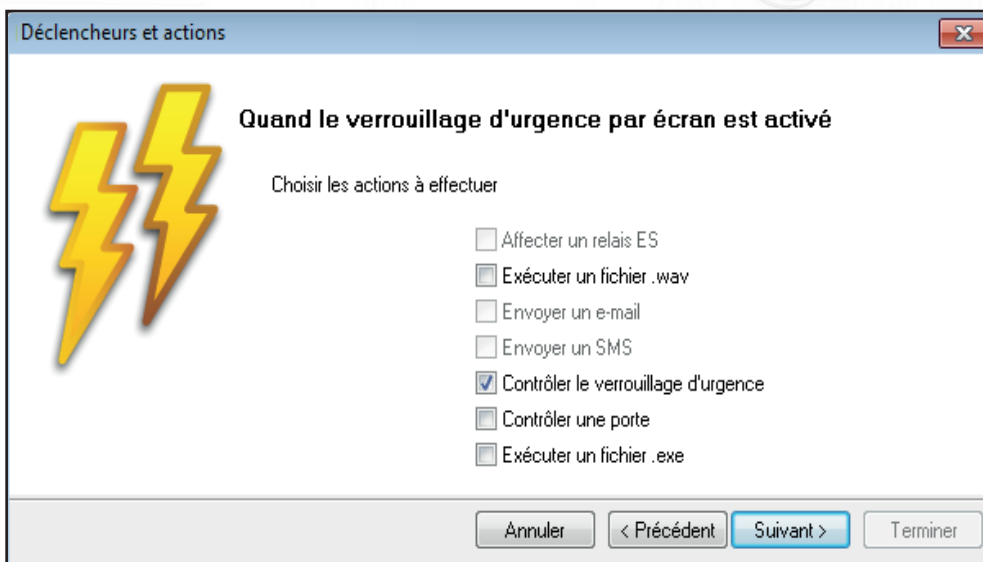 Déclencheurs et actions
Quand le verrouillage d'urgence par écran est activé
Choisir les actions à effectuer
Affecter un relais ES
Exécuter un fichier .wav
Envoyer un e-mail
Envoyer un SMS
Contrôler le verrouillage d'urgence
Contrôler une porte
Exécuter un fichier .exe
Annuler
< Précédent
Suivant >
Terminer